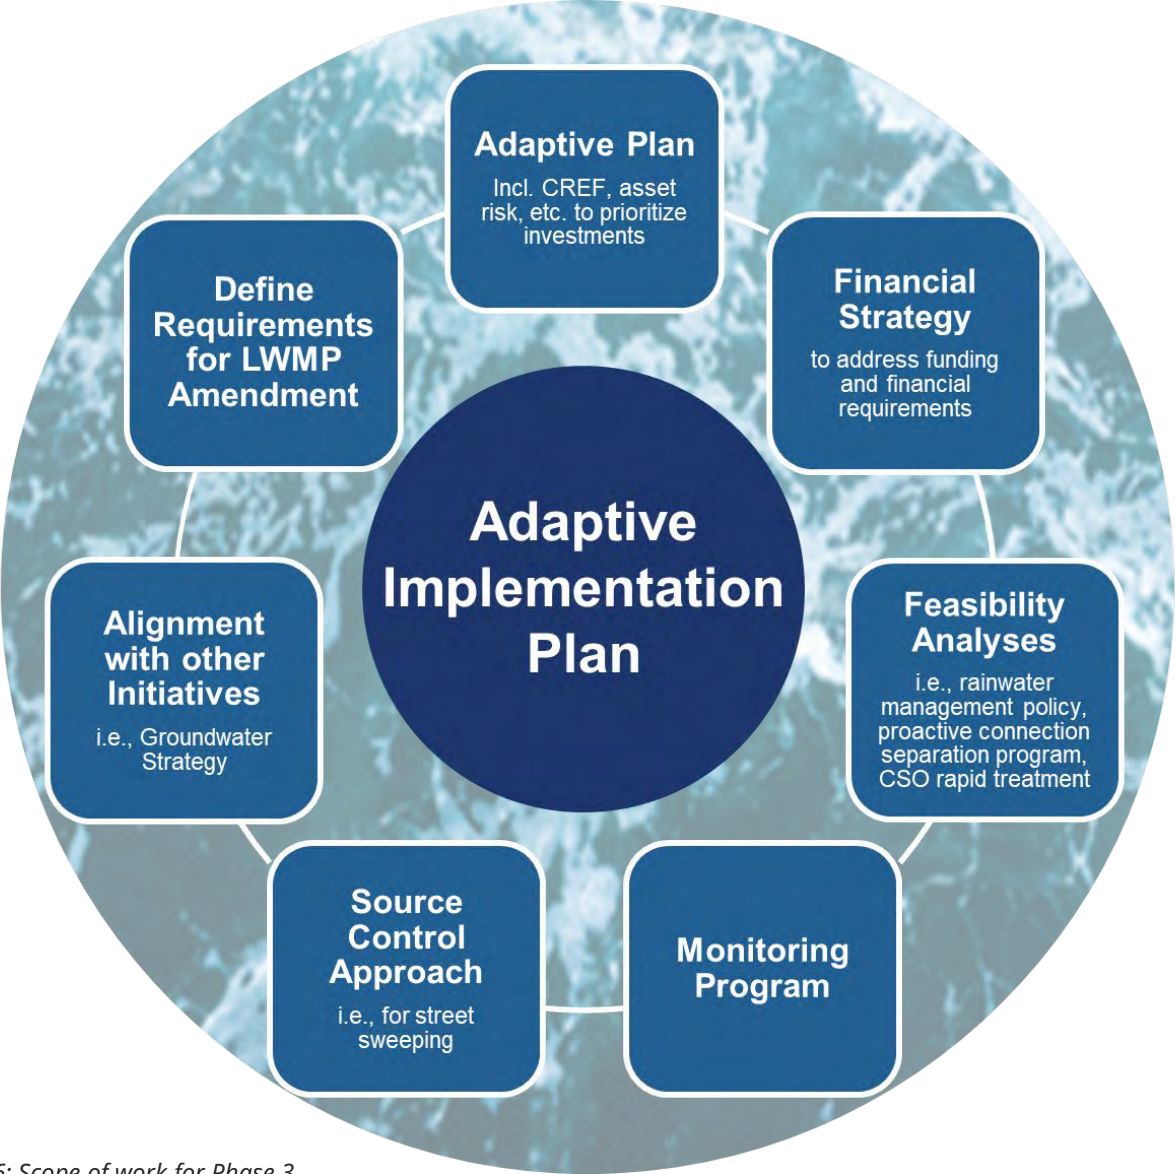 Adaptive Plan
Incl. CREF, asset
risk, etc. to prioritize
investments
Financial
Strategy
to address funding
and financial
requirements
Feasibility
Analyses
i.e., rainwater
management policy,
proactive connection
separation program,
CSO rapid treatment
Monitoring
Program
Source
Control
Approach
i.e., for street
sweeping
Alignment
with other
Initiatives
i.e., Groundwater
Strategy
Define
Requirements
for LWMP
Amendment
Adaptive
Implementation
Plan
: Scope of work for Phase 3